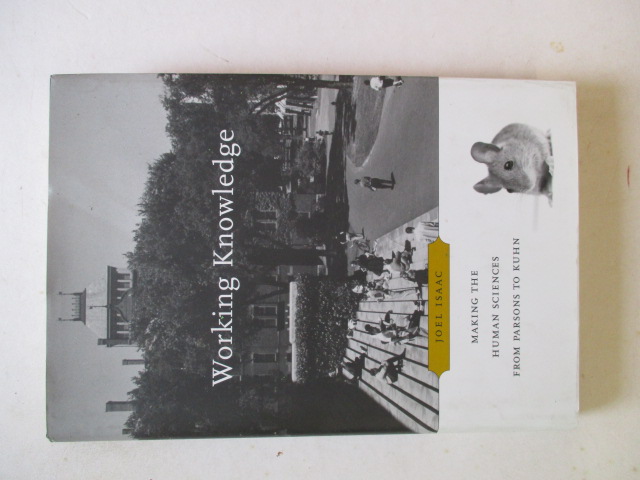 Working Knowledge
JOEL ISAAC
MAKING THE
HUMAN SCIENCES
FROM PARSONS TO KUHN